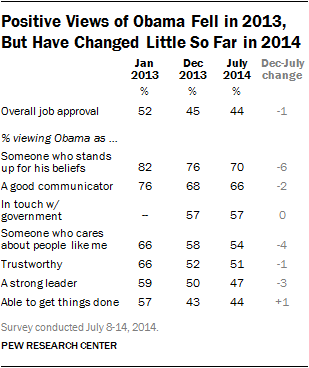 Positive Views of Obama Fell in 2013,
But Have Changed Little So Far in 2014
Jan 2013 Dec 2013 July 2014 Dec-July change
% % %
Overall job approval 52 45 44 -1
% viewing Obama as ...
Someone who stands
up for his beliefs 82 76 70 -6
A good communicator 76 68 66 -2
In touch w/
government -- 57 57 0
Someone who cares
about people like me 66 58 54 -4
Trustworthy 66 52 51 -1
A strong leader 59 50 47 -3
Able to get things done 57 43 44 +1
Survey conducted July 8-14, 2014.
PEW RESEARCH CENTER